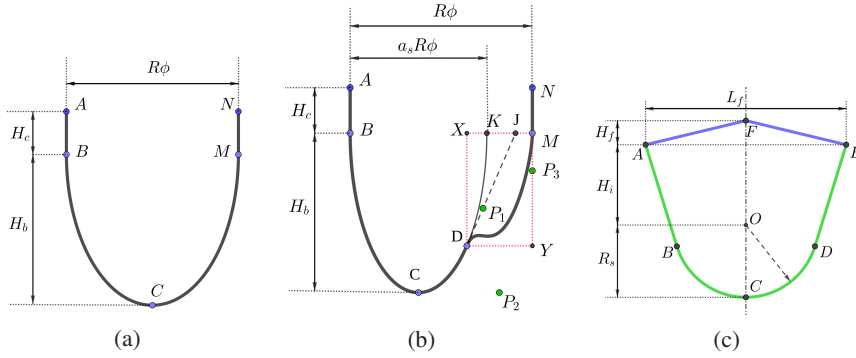 Rϕ
A
N
H_c
B
M
H_b
C
(a)
Rϕ
a_sRϕ
A
N
H_c
X
K
J
B
M
P_3
H_b
P_1
D
Y
C
P_2
(b)
L_f
H_f
F
A
E
H_i
O
B
D
R_s
C
(c)